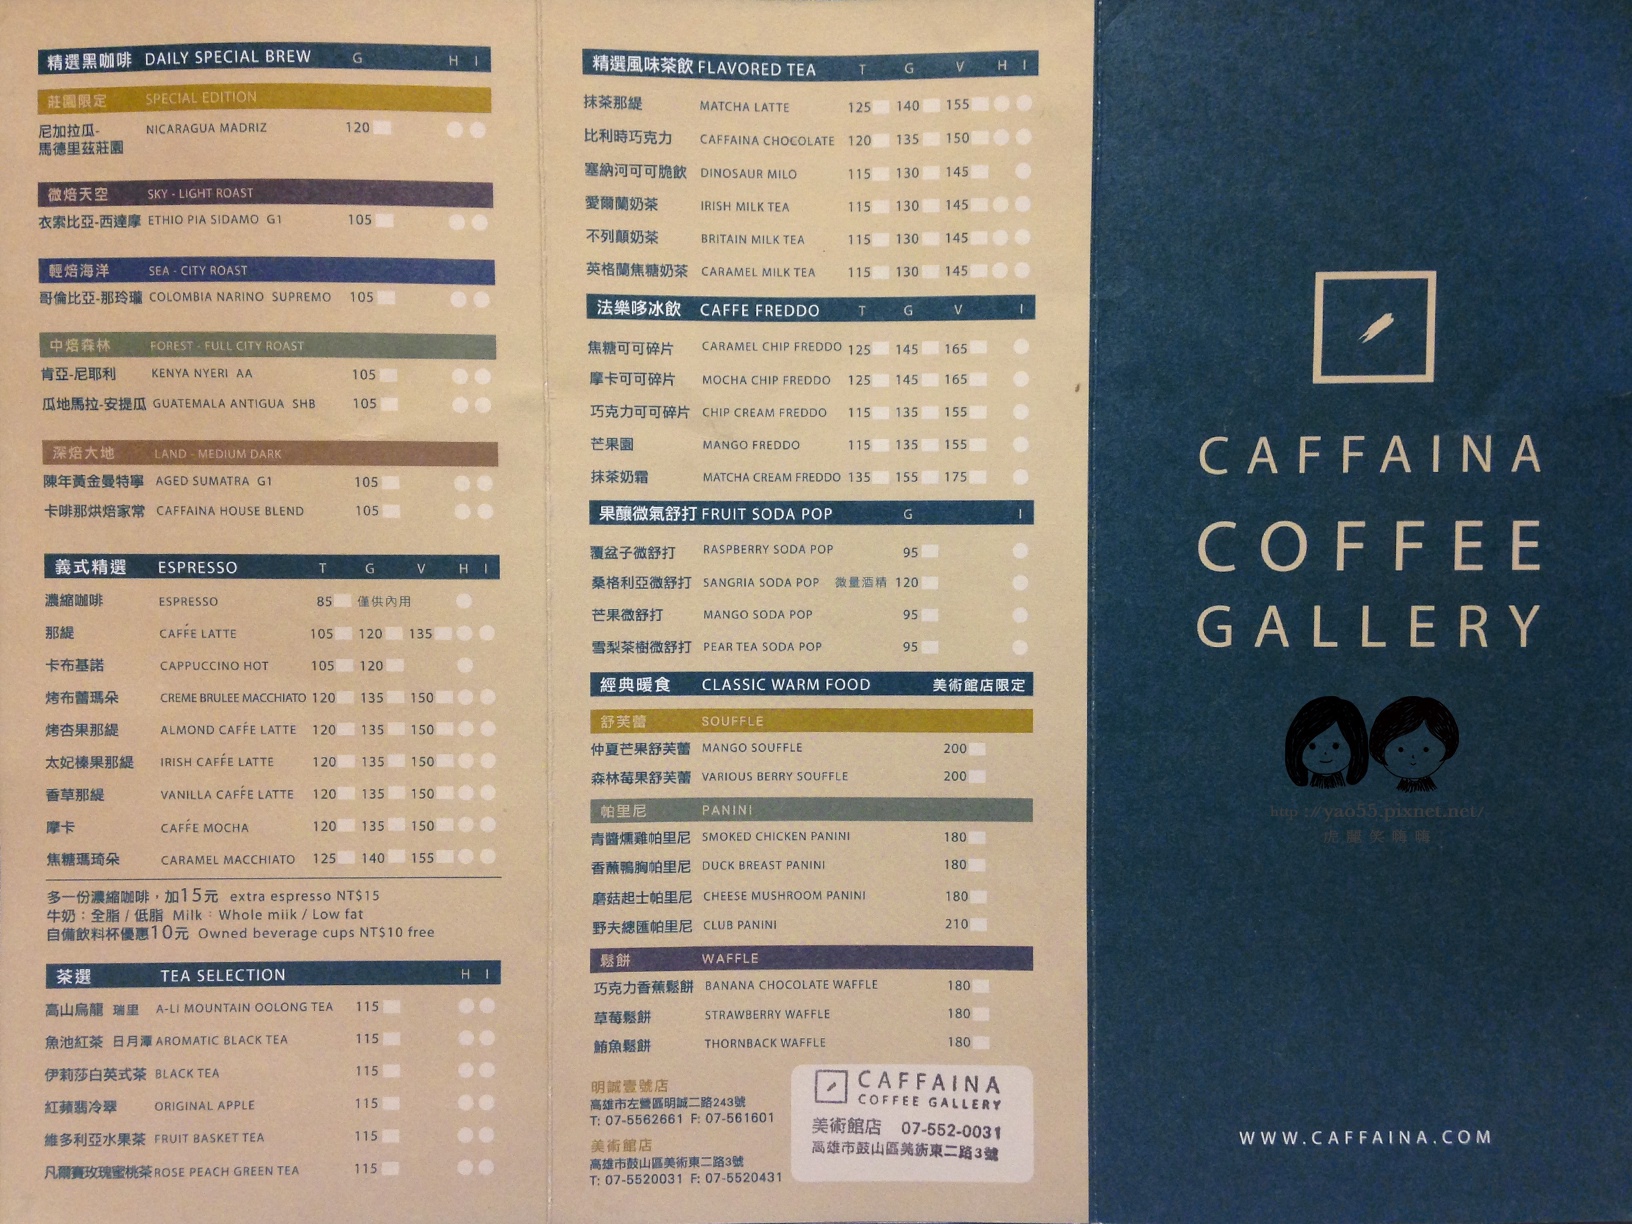 精選黑咖啡 DAILY SPECIAL BREW G H I
莊園限定 SPECIAL EDITION
尼加拉瓜- NICARAGUA MADRIZ 120
馬德里茲莊園
微焙天空 SKY - LIGHT ROAST
衣索比亞-西達摩 ETHIO PIA SIDAMO G1 105
輕焙海洋 SEA - CITY ROAST
哥倫比亞-那玲瓏 COLOMBIA NARINO SUPREMO 105
中焙森林 FOREST - FULL CITY ROAST
肯亞-尼耶利 KENYA NYERI AA 105
瓜地馬拉-安提瓜 GUATEMALA ANTIGUA SHB 105
深焙大地 LAND - MEDIUM DARK
陳年黃金曼特寧 AGED SUMATRA G1 105
卡啡那烘焙家常 CAFFAINA HOUSE BLEND 105
義式精選 ESPRESSO T G V H I
濃縮咖啡 ESPRESSO 85 僅供內用
那緹 CAFFÉ LATTE 105 120 135
卡布基諾 CAPPUCCINO HOT 105 120
烤布蕾瑪朵 CREME BRULEE MACCHIATO 120 135 150
烤杏果那緹 ALMOND CAFFÉ LATTE 120 135 150
太妃榛果那緹 IRISH CAFFÉ LATTE 120 135 150
香草那緹 VANILLA CAFFÉ LATTE 120 135 150
摩卡 CAFFÉ MOCHA 120 135 150
焦糖瑪琦朵 CARAMEL MACCHIATO 125 140 155
多一份濃縮咖啡，加15元 extra espresso NT$15
牛奶：全脂 / 低脂 Milk：Whole miik / Low fat
自備飲料杯優惠10元 Owned beverage cups NT$10 free
茶選 TEA SELECTION H I
高山烏龍 瑞里 A-LI MOUNTAIN OOLONG TEA 115
魚池紅茶 日月潭 AROMATIC BLACK TEA 115
伊莉莎白英式茶 BLACK TEA 115
紅蘋翡冷翠 ORIGINAL APPLE 115
維多利亞水果茶 FRUIT BASKET TEA 115
凡爾賽玫瑰蜜桃茶 ROSE PEACH GREEN TEA 115
精選風味茶飲 FLAVORED TEA T G V H I
抹茶那緹 MATCHA LATTE 125 140 155
比利時巧克力 CAFFAINA CHOCOLATE 120 135 150
塞納河可可脆飲 DINOSAUR MILO 115 130 145
愛爾蘭奶茶 IRISH MILK TEA 115 130 145
不列顛奶茶 BRITAIN MILK TEA 115 130 145
英格蘭焦糖奶茶 CARAMEL MILK TEA 115 130 145
法樂哆冰飲 CAFFE FREDDO T G V I
焦糖可可碎片 CARAMEL CHIP FREDDO 125 145 165
摩卡可可碎片 MOCHA CHIP FREDDO 125 145 165
巧克力可可碎片 CHIP CREAM FREDDO 115 135 155
芒果園 MANGO FREDDO 115 135 155
抹茶奶霜 MATCHA CREAM FREDDO 135 155 175
果釀微氣舒打 FRUIT SODA POP G I
覆盆子微舒打 RASPBERRY SODA POP 95
桑格利亞微舒打 SANGRIA SODA POP 微量酒精 120
芒果微舒打 MANGO SODA POP 95
雪梨茶樹微舒打 PEAR TEA SODA POP 95
經典暖食 CLASSIC WARM FOOD 美術館店限定
舒芙蕾 SOUFFLE
仲夏芒果舒芙蕾 MANGO SOUFFLE 200
森林莓果舒芙蕾 VARIOUS BERRY SOUFFLE 200
帕里尼 PANINI
青醬燻雞帕里尼 SMOKED CHICKEN PANINI 180
香薰鴨胸帕里尼 DUCK BREAST PANINI 180
磨菇起士帕里尼 CHEESE MUSHROOM PANINI 180
野夫總匯帕里尼 CLUB PANINI 210
鬆餅 WAFFLE
巧克力香蕉鬆餅 BANANA CHOCOLATE WAFFLE 180
草莓鬆餅 STRAWBERRY WAFFLE 180
鮪魚鬆餅 THORNBACK WAFFLE 180
明誠壹號店
高雄市左營區明誠二路243號
T: 07-5562661 F: 07-561601
美術館店
高雄市鼓山區美術東二路3號
T: 07-5520031 F: 07-5520431
CAFFAINA
COFFEE GALLERY
美術館店 07-552-0031
高雄市鼓山區美術東二路3號
CAFFAINA
COFFEE
GALLERY
http://yao55.pixnet.net/
虎腿笑嗨嗨
WWW.CAFFAINA.COM